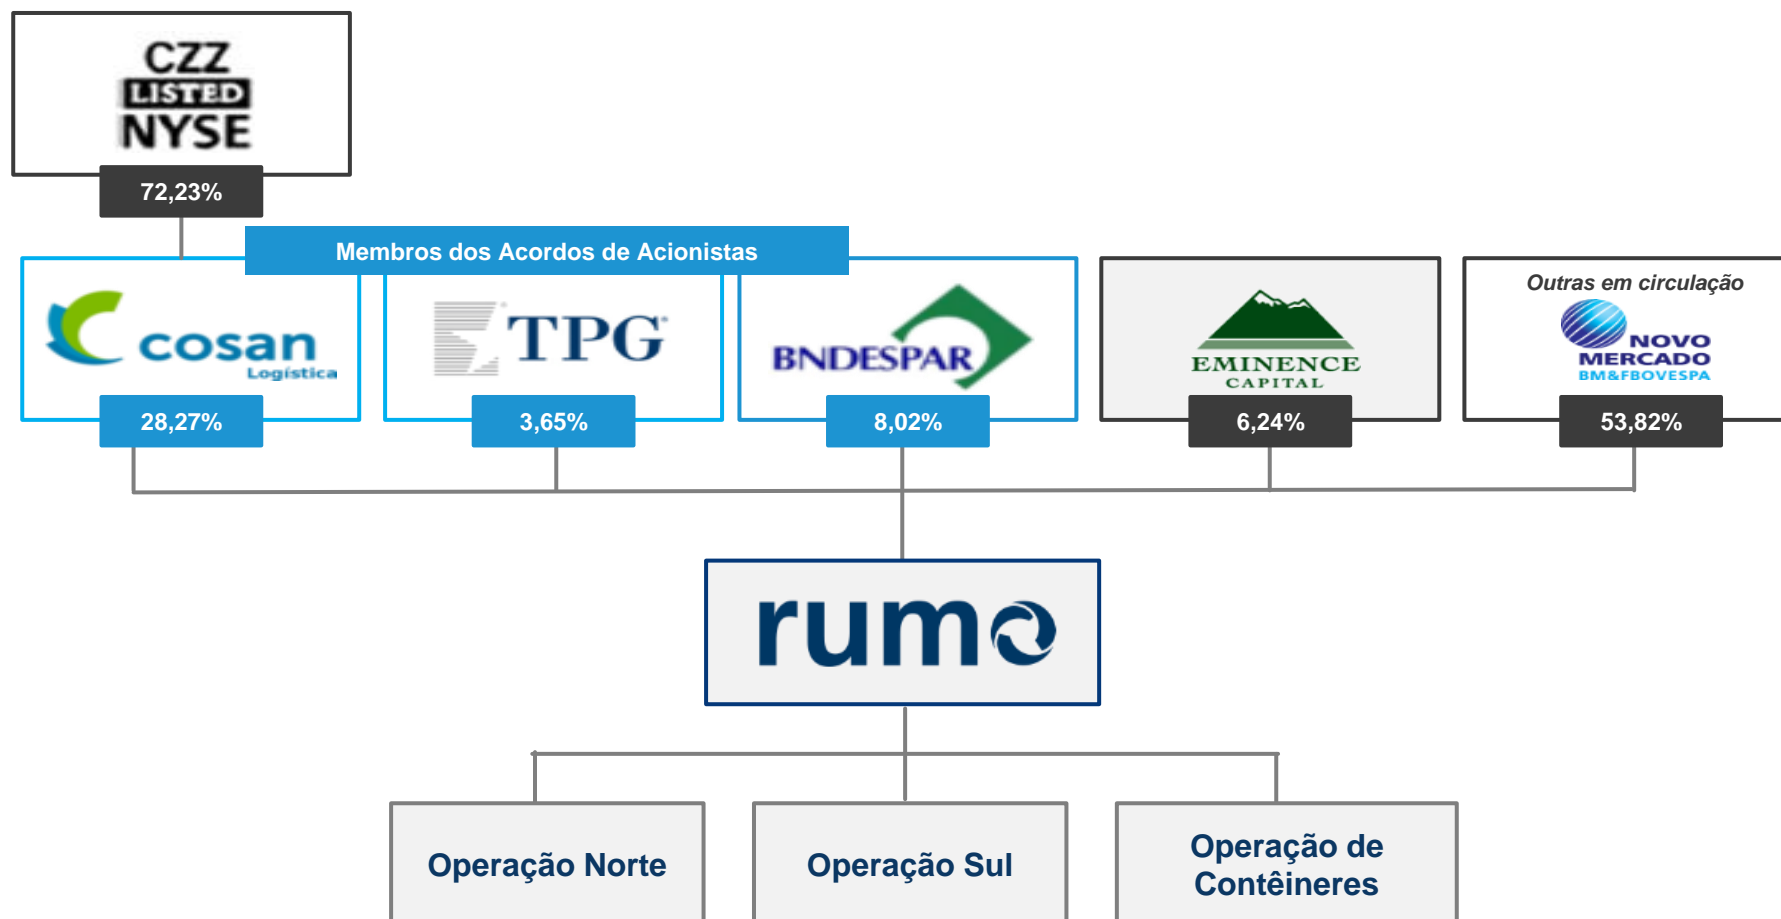 CZZ
LISTED
NYSE
72,23%
Membros dos Acordos de Acionistas
cosan
Logística
28,27%
TPG
3,65%
BNDESPAR
8,02%
EMINENCE
CAPITAL
6,24%
Outras em circulação
NOVO
MERCADO
BM&FBOVESPA
53,82%
rumo
Operação Norte
Operação Sul
Operação de
Contêineres